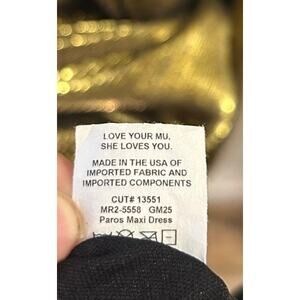 LOVE YOUR MU,
SHE LOVES YOU.
MADE IN THE USA OF
IMPORTED FABRIC AND
IMPORTED COMPONENTS
CUT# 13551
MR2-5558 GM25
Paros Maxi Dress